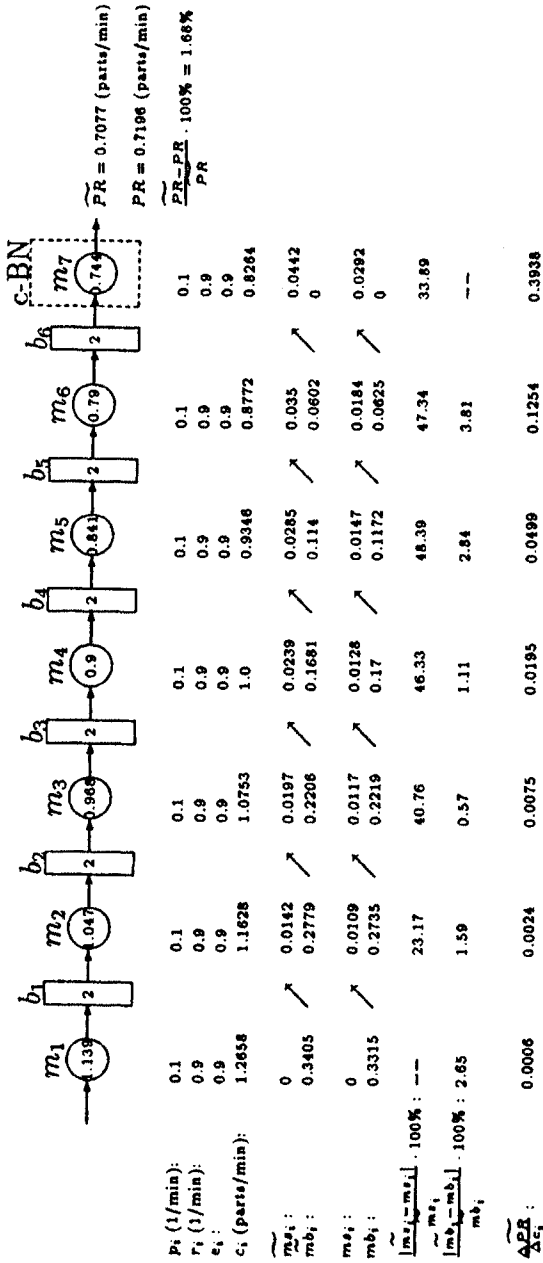 c-BN
m₁ b₁ m₂ b₂ m₃ b₃ m₄ b₄ m₅ b₅ m₆ b₆ m₇
1.139 2 1.047 2 0.968 2 0.9 2 0.841 2 0.79 2 0.744
P̃R = 0.7077 (parts/min)
PR = 0.7196 (parts/min)
|P̃R−PR| / PR · 100% = 1.68%
pᵢ (1/min): 0.1 0.1 0.1 0.1 0.1 0.1 0.1
rᵢ (1/min): 0.9 0.9 0.9 0.9 0.9 0.9 0.9
eᵢ : 0.9 0.9 0.9 0.9 0.9 0.9 0.9
cᵢ (parts/min): 1.2658 1.1628 1.0753 1.0 0.9346 0.8772 0.8264
m̃sᵢ : 0 0.0142 0.0197 0.0239 0.0285 0.035 0.0442
m̃bᵢ : 0.3405 0.2779 0.2206 0.1681 0.114 0.0602 0
msᵢ : 0 0.0109 0.0117 0.0128 0.0147 0.0184 0.0292
mbᵢ : 0.3315 0.2735 0.2219 0.17 0.1172 0.0625 0
|m̃sᵢ−msᵢ| / msᵢ · 100% : -- 23.17 40.76 46.33 48.39 47.34 33.89
|m̃bᵢ−mbᵢ| / mbᵢ · 100% : 2.65 1.59 0.57 1.11 2.84 3.81 --
ΔP̃R / Δcᵢ : 0.0006 0.0024 0.0075 0.0195 0.0499 0.1254 0.3938